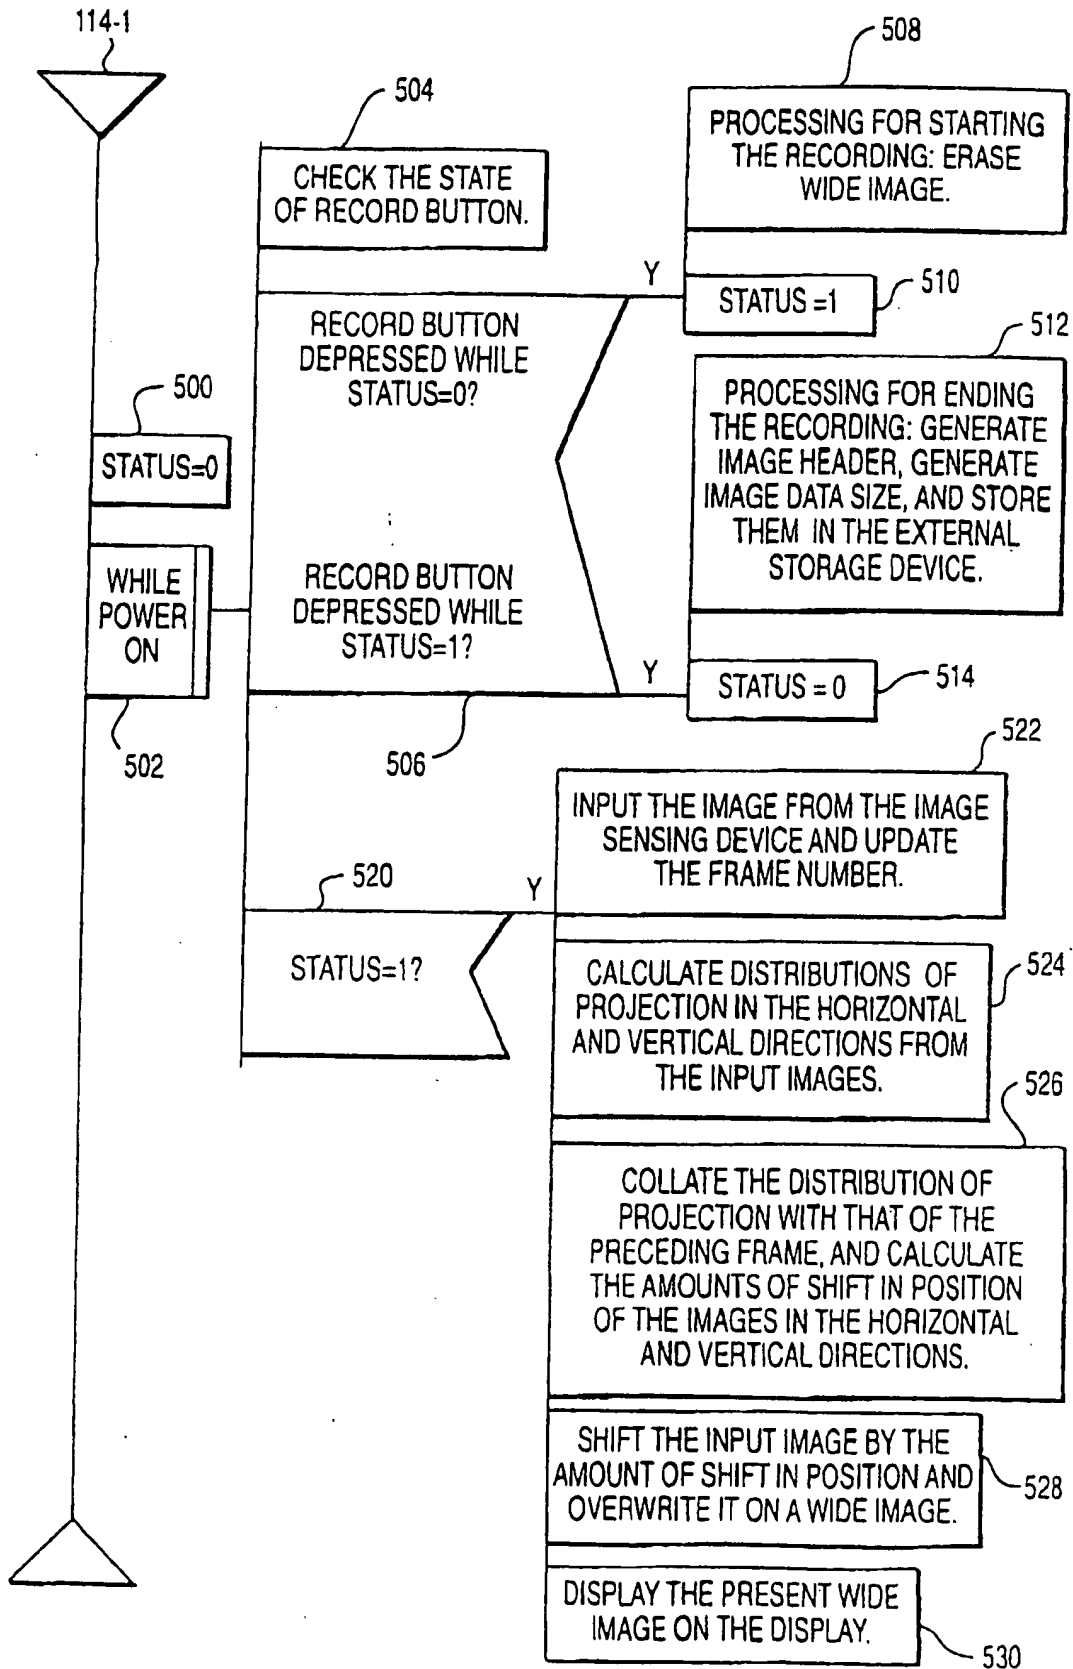 114-1
508
504
PROCESSING FOR STARTING
THE RECORDING: ERASE
WIDE IMAGE.
CHECK THE STATE
OF RECORD BUTTON.
Y
STATUS =1
510
RECORD BUTTON
DEPRESSED WHILE
STATUS=0?
512
PROCESSING FOR ENDING
THE RECORDING: GENERATE
IMAGE HEADER, GENERATE
IMAGE DATA SIZE, AND STORE
THEM IN THE EXTERNAL
STORAGE DEVICE.
500
STATUS=0
WHILE
POWER
ON
502
RECORD BUTTON
DEPRESSED WHILE
STATUS=1?
Y
STATUS = 0
514
506
522
INPUT THE IMAGE FROM THE IMAGE
SENSING DEVICE AND UPDATE
THE FRAME NUMBER.
520
Y
STATUS=1?
524
CALCULATE DISTRIBUTIONS OF
PROJECTION IN THE HORIZONTAL
AND VERTICAL DIRECTIONS FROM
THE INPUT IMAGES.
526
COLLATE THE DISTRIBUTION OF
PROJECTION WITH THAT OF THE
PRECEDING FRAME, AND CALCULATE
THE AMOUNTS OF SHIFT IN POSITION
OF THE IMAGES IN THE HORIZONTAL
AND VERTICAL DIRECTIONS.
SHIFT THE INPUT IMAGE BY THE
AMOUNT OF SHIFT IN POSITION AND
OVERWRITE IT ON A WIDE IMAGE.
528
DISPLAY THE PRESENT WIDE
IMAGE ON THE DISPLAY.
530